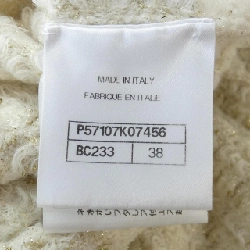 MADE IN ITALY
FABRIQUE EN ITALIE
P57107K07456
BC233 38